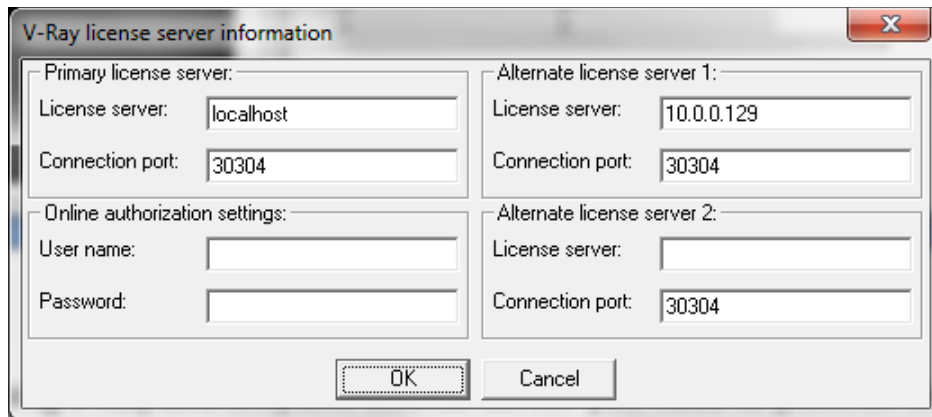 V-Ray license server information
Primary license server:
License server: localhost
Connection port: 30304
Alternate license server 1:
License server: 10.0.0.129
Connection port: 30304
Online authorization settings:
User name:
Password:
Alternate license server 2:
License server:
Connection port: 30304
OK
Cancel